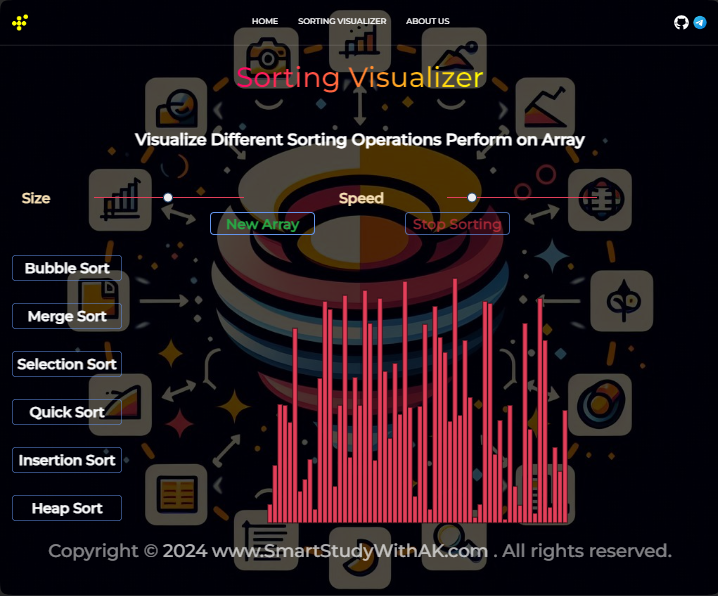 HOME SORTING VISUALIZER ABOUT US
Sorting Visualizer
Visualize Different Sorting Operations Perform on Array
Size Speed
New Array Stop Sorting
Bubble Sort
Merge Sort
Selection Sort
Quick Sort
Insertion Sort
Heap Sort
Copyright © 2024 www.SmartStudyWithAK.com . All rights reserved.